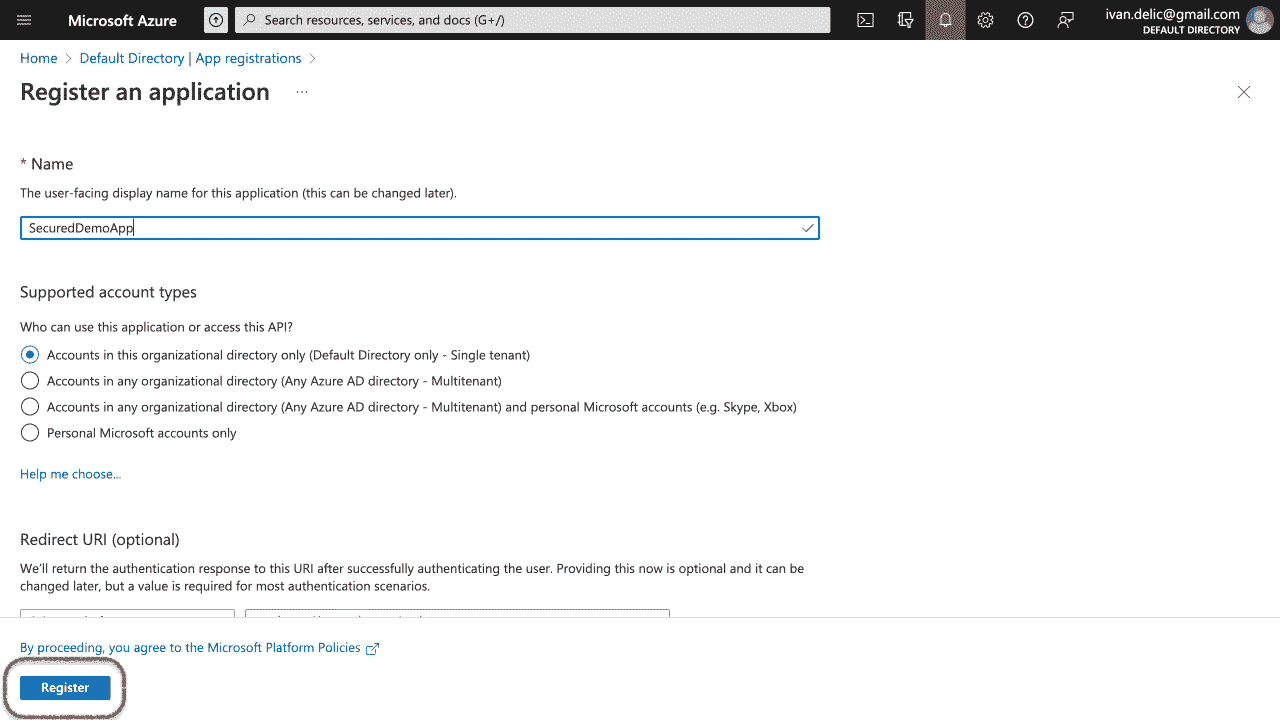 Microsoft Azure
Search resources, services, and docs (G+/)
ivan.delic@gmail.com
DEFAULT DIRECTORY
Home > Default Directory | App registrations >
Register an application ...
* Name
The user-facing display name for this application (this can be changed later).
SecuredDemoApp
Supported account types
Who can use this application or access this API?
Accounts in this organizational directory only (Default Directory only - Single tenant)
Accounts in any organizational directory (Any Azure AD directory - Multitenant)
Accounts in any organizational directory (Any Azure AD directory - Multitenant) and personal Microsoft accounts (e.g. Skype, Xbox)
Personal Microsoft accounts only
Help me choose...
Redirect URI (optional)
We'll return the authentication response to this URI after successfully authenticating the user. Providing this now is optional and it can be
changed later, but a value is required for most authentication scenarios.
By proceeding, you agree to the Microsoft Platform Policies
Register